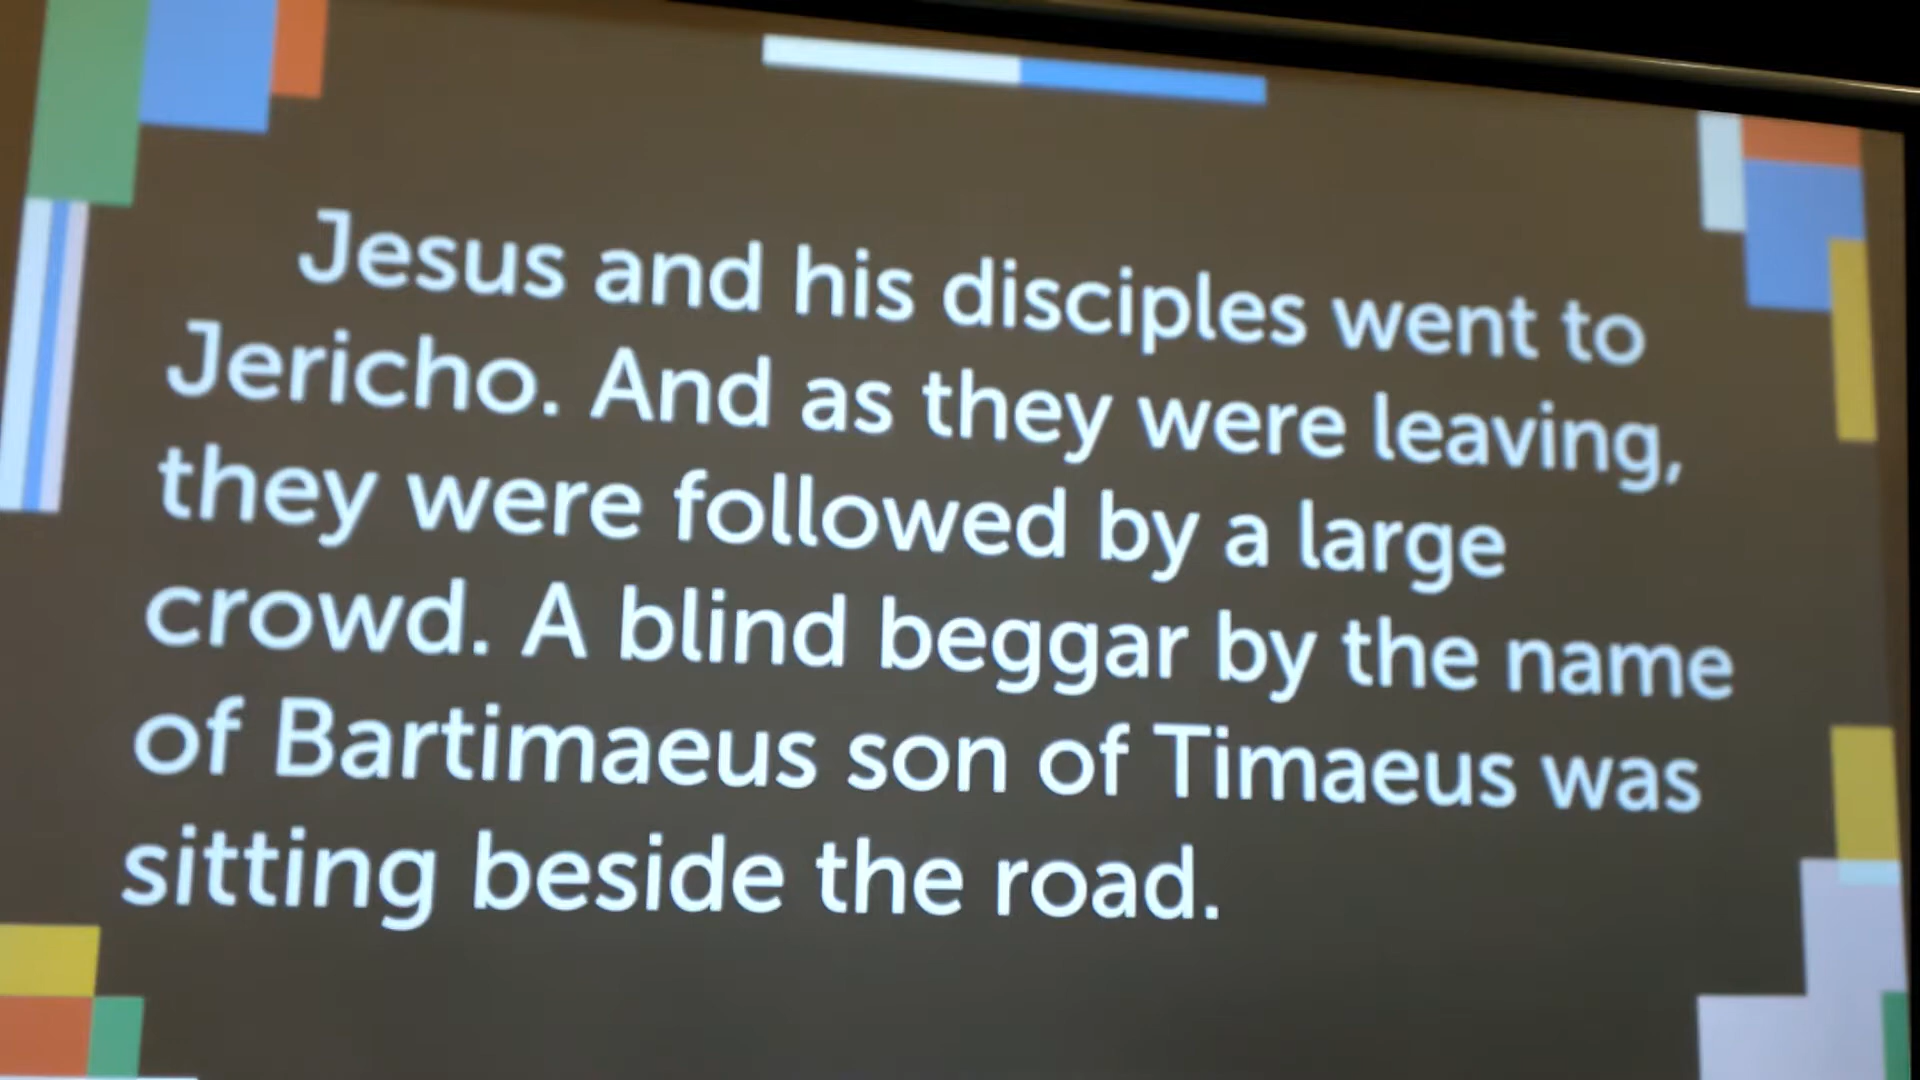 Jesus and his disciples went to
Jericho. And as they were leaving,
they were followed by a large
crowd. A blind beggar by the name
of Bartimaeus son of Timaeus was
sitting beside the road.